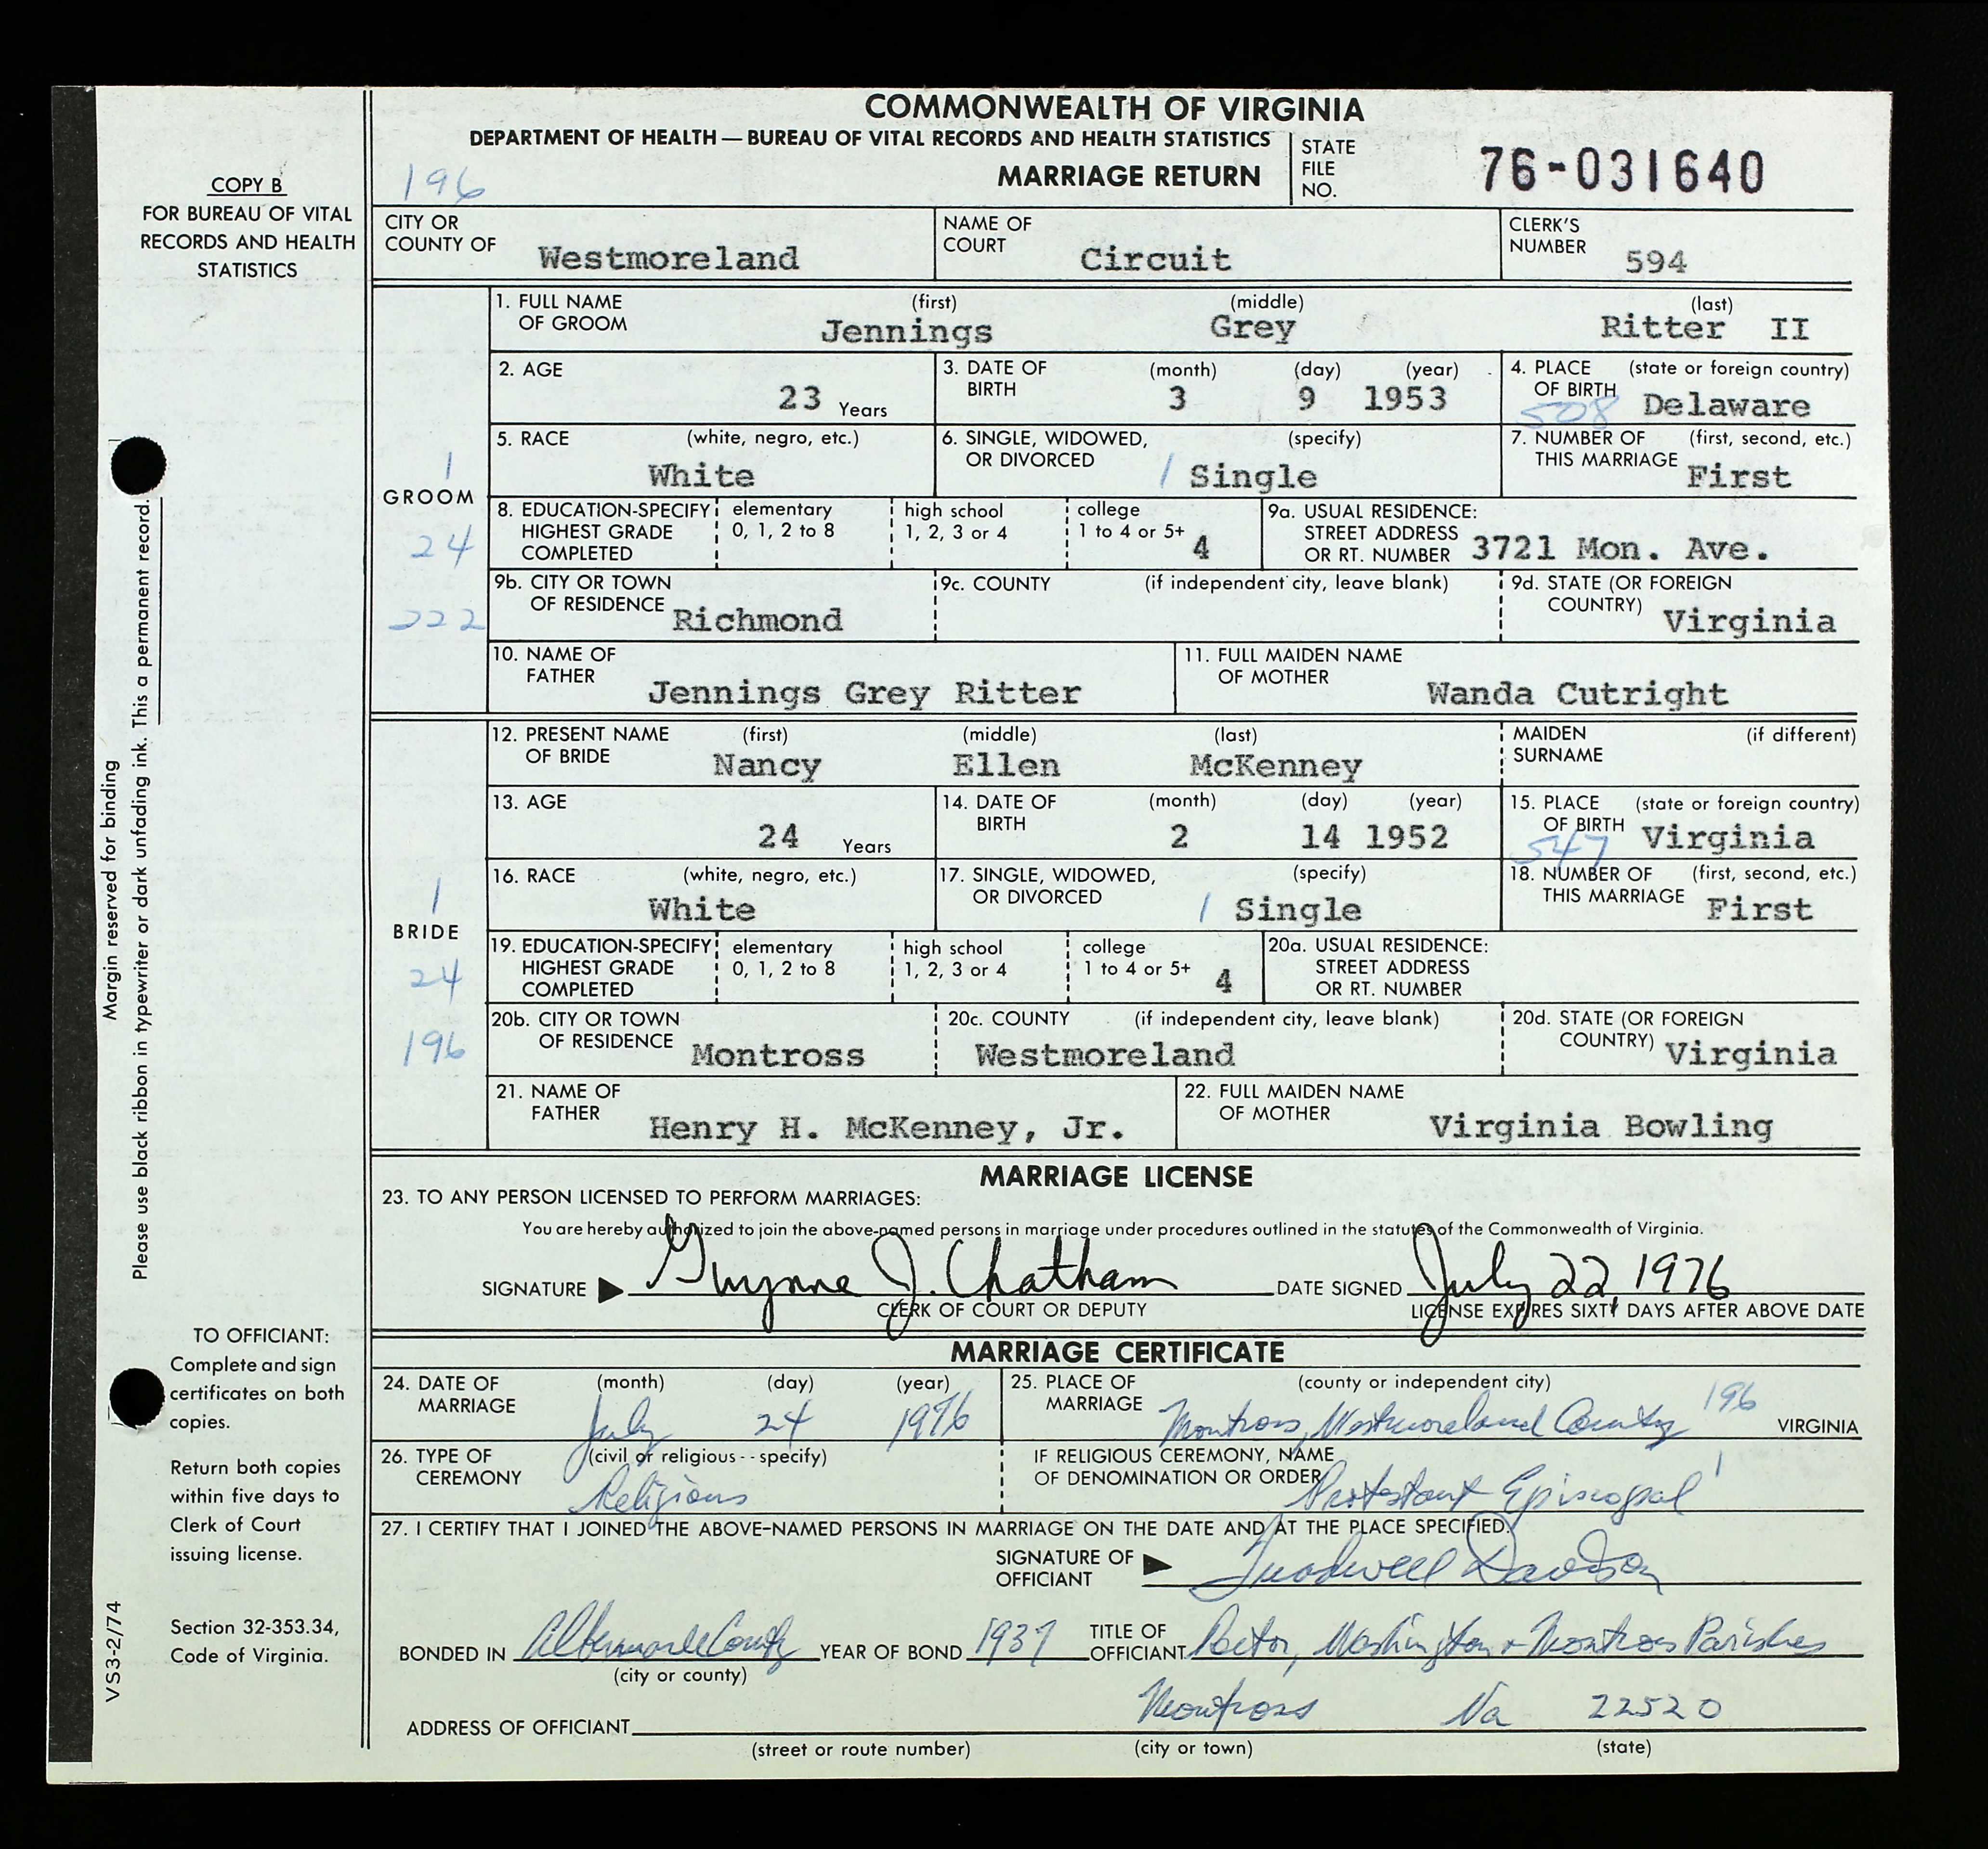 COMMONWEALTH OF VIRGINIA
DEPARTMENT OF HEALTH — BUREAU OF VITAL RECORDS AND HEALTH STATISTICS
MARRIAGE RETURN
STATE FILE NO. 76-031640
196
COPY B
FOR BUREAU OF VITAL
RECORDS AND HEALTH
STATISTICS
CITY OR COUNTY OF Westmoreland
NAME OF COURT Circuit
CLERK'S NUMBER 594
GROOM
1
24
222
1. FULL NAME OF GROOM (first) Jennings (middle) Grey (last) Ritter II
2. AGE 23 Years
3. DATE OF BIRTH (month) 3 (day) 9 (year) 1953
4. PLACE OF BIRTH (state or foreign country) 508 Delaware
5. RACE (white, negro, etc.) White
6. SINGLE, WIDOWED, OR DIVORCED (specify) 1 Single
7. NUMBER OF THIS MARRIAGE (first, second, etc.) First
8. EDUCATION-SPECIFY HIGHEST GRADE COMPLETED elementary 0, 1, 2 to 8 high school 1, 2, 3 or 4 college 1 to 4 or 5+ 4
9a. USUAL RESIDENCE: STREET ADDRESS OR RT. NUMBER 3721 Mon. Ave.
9b. CITY OR TOWN OF RESIDENCE Richmond
9c. COUNTY (if independent city, leave blank)
9d. STATE (OR FOREIGN COUNTRY) Virginia
10. NAME OF FATHER Jennings Grey Ritter
11. FULL MAIDEN NAME OF MOTHER Wanda Cutright
BRIDE
1
24
196
12. PRESENT NAME OF BRIDE (first) Nancy (middle) Ellen (last) McKenney
MAIDEN SURNAME (if different)
13. AGE 24 Years
14. DATE OF BIRTH (month) 2 (day) 14 (year) 1952
15. PLACE OF BIRTH (state or foreign country) 547 Virginia
16. RACE (white, negro, etc.) White
17. SINGLE, WIDOWED, OR DIVORCED (specify) 1 Single
18. NUMBER OF THIS MARRIAGE (first, second, etc.) First
19. EDUCATION-SPECIFY HIGHEST GRADE COMPLETED elementary 0, 1, 2 to 8 high school 1, 2, 3 or 4 college 1 to 4 or 5+ 4
20a. USUAL RESIDENCE: STREET ADDRESS OR RT. NUMBER
20b. CITY OR TOWN OF RESIDENCE Montross
20c. COUNTY (if independent city, leave blank) Westmoreland
20d. STATE (OR FOREIGN COUNTRY) Virginia
21. NAME OF FATHER Henry H. McKenney, Jr.
22. FULL MAIDEN NAME OF MOTHER Virginia Bowling
MARRIAGE LICENSE
23. TO ANY PERSON LICENSED TO PERFORM MARRIAGES:
You are hereby authorized to join the above-named persons in marriage under procedures outlined in the statutes of the Commonwealth of Virginia.
SIGNATURE Gwynne J. Chatham DATE SIGNED July 22, 1976
CLERK OF COURT OR DEPUTY LICENSE EXPIRES SIXTY DAYS AFTER ABOVE DATE
MARRIAGE CERTIFICATE
24. DATE OF MARRIAGE (month) July (day) 24 (year) 1976
25. PLACE OF MARRIAGE (county or independent city) Montross, Westmoreland County 196 VIRGINIA
26. TYPE OF CEREMONY (civil or religious - - specify) Religious
IF RELIGIOUS CEREMONY, NAME OF DENOMINATION OR ORDER Protestant Episcopal 1
27. I CERTIFY THAT I JOINED THE ABOVE-NAMED PERSONS IN MARRIAGE ON THE DATE AND AT THE PLACE SPECIFIED.
SIGNATURE OF OFFICIANT Treadwell Davison
BONDED IN Albemarle County (city or county) YEAR OF BOND 1937 TITLE OF OFFICIANT Rector, Washington + Montross Parishes
ADDRESS OF OFFICIANT Montross Va 22520
(street or route number) (city or town) (state)
TO OFFICIANT:
Complete and sign
certificates on both
copies.
Return both copies
within five days to
Clerk of Court
issuing license.
Section 32-353.34,
Code of Virginia.
Margin reserved for binding
Please use black ribbon in typewriter or dark unfading ink. This a permanent record.
VS3-2/74